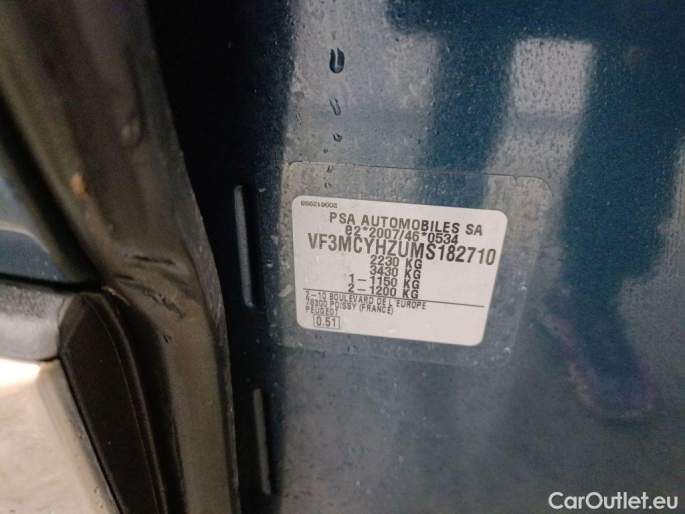 PSA AUTOMOBILES SA
e2*2007/46*0534
VF3MCYHZUMS182710
2230 KG
3430 KG
1-1150 KG
2-1200 KG
2-10 BOULEVARD DE L EUROPE
78300 POISSY (FRANCE)
PEUGEOT
0.51
CarOutlet.eu